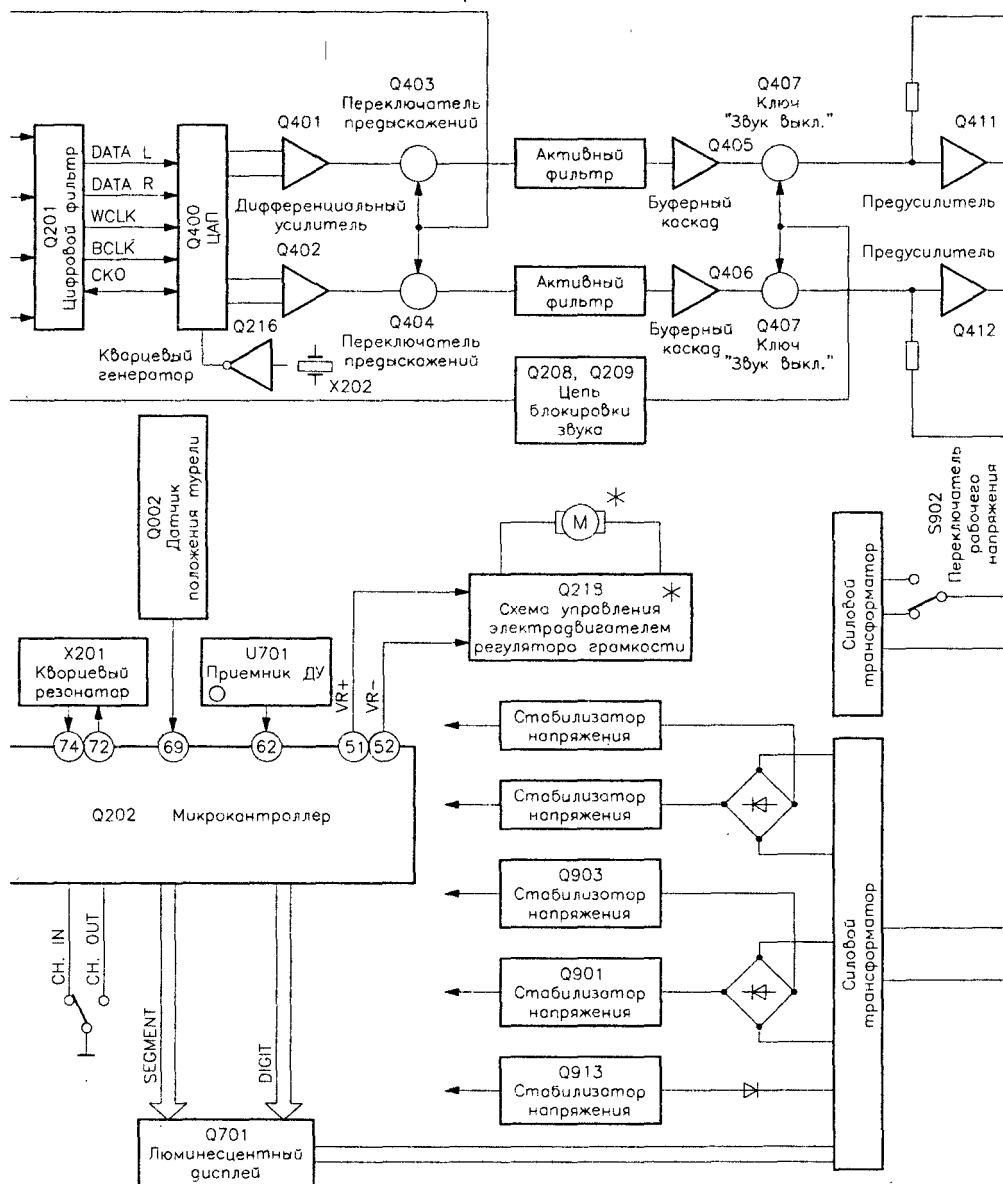 Q403
Переключатель
предыскажений
Q407
Ключ
"Звук выкл."
Q401
Q405
Q411
DATA L
DATA R
WCLK
BCLK
CKO
Q201
Цифровой фильтр
Q400
ЦАП
Активный
фильтр
Дифференциальный
усилитель
Буферный
каскад
Предусилитель
Q402
Q406
Предусилитель
Активный
фильтр
Q216
Q404
Переключатель
предыскажений
Буферный
каскад
Q407
Ключ
"Звук выкл."
Q412
Кварцевый
генератор
X202
Q208, Q209
Цепь
блокировки
звука
Q002
Датчик
положения турели
M
S902
Переключатель
рабочего
напряжения
Силовой
трансформатор
Q218
Схема управления
электродвигателем
регулятора грамкости
X201
Кварцевый
резонатор
U701
Приемник ДУ
VR+
VR-
74
72
69
62
51
52
Стабилизатор
напряжения
Q202 Микроконтроллер
Стабилизатор
напряжения
Q903
Стабилизатор
напряжения
CH. IN
CH. OUT
Q901
Стабилизатор
напряжения
Силовой
трансформатор
SEGMENT
DIGIT
Q913
Стабилизатор
напряжения
Q701
Люминесцентный
дисплей